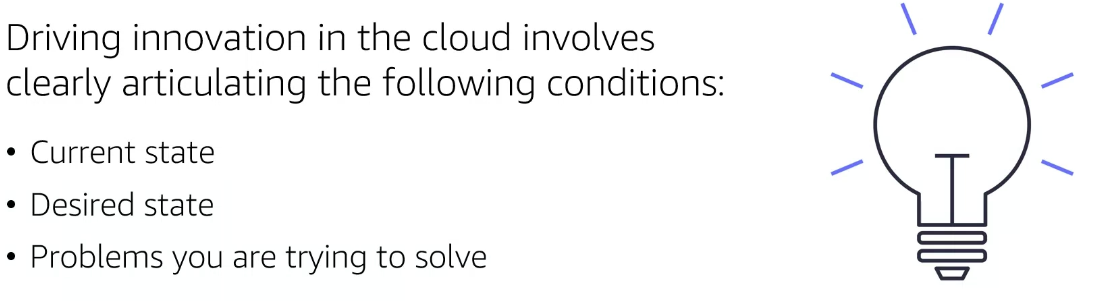 Driving innovation in the cloud involves
clearly articulating the following conditions:
• Current state
• Desired state
• Problems you are trying to solve